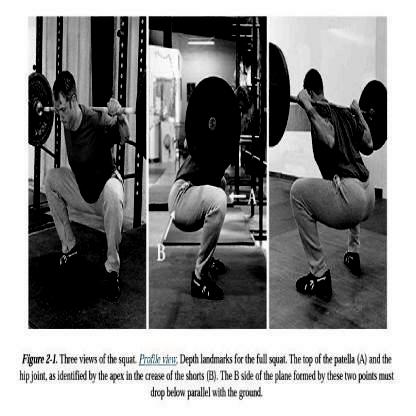 A
B
Figure 2-1. Three views of the squat. Profile view, Depth landmarks for the full squat. The top of the patella (A) and the
hip joint, as identified by the apex in the crease of the shorts (B). The B side of the plane formed by these two points must
drop below parallel with the ground.